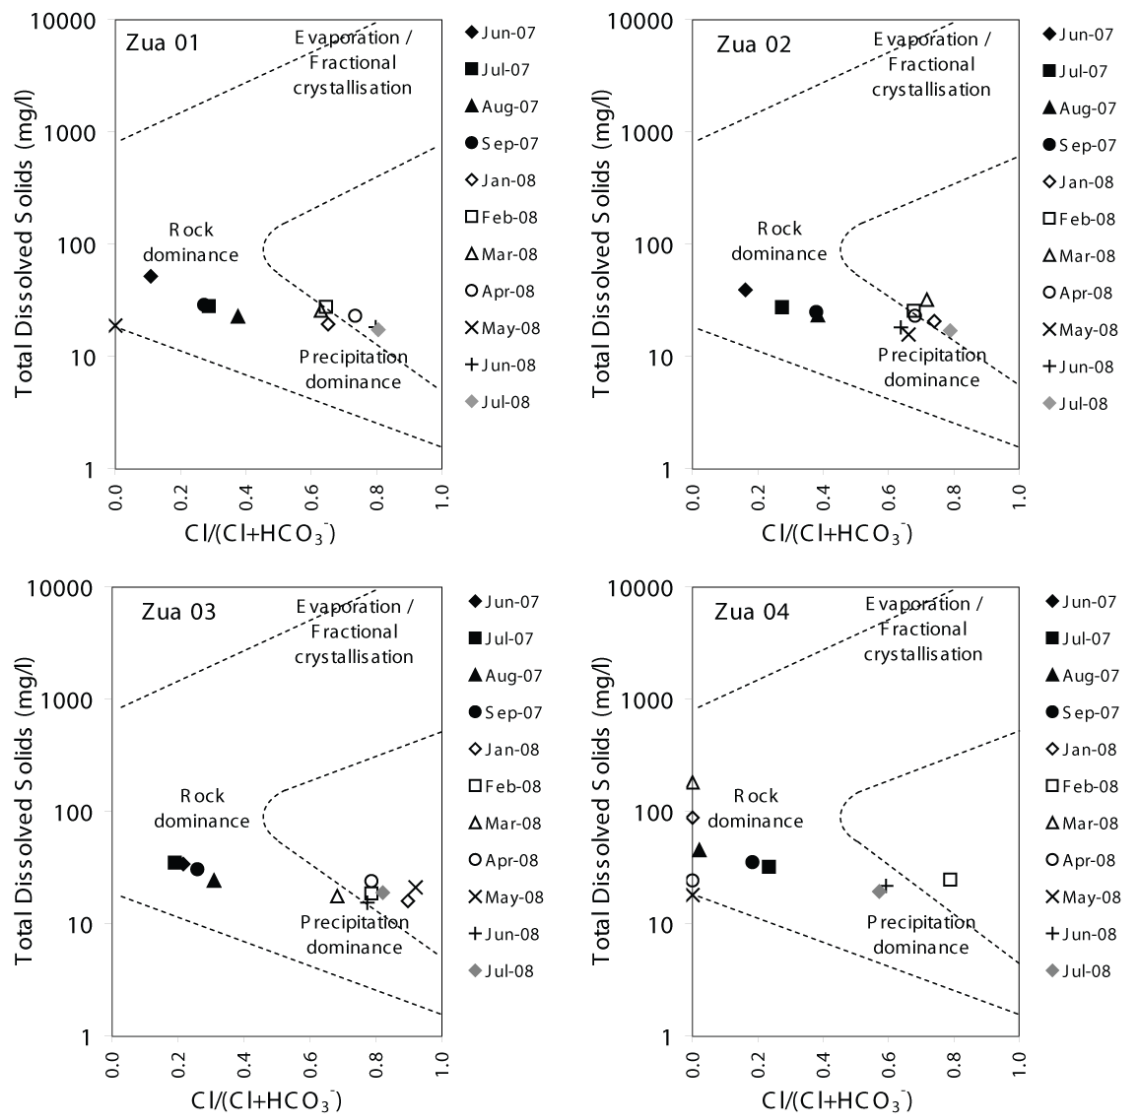 Zua 01
Evaporation /
Fractional
crystallisation
Rock
dominance
Precipitation
dominance
Total Dissolved Solids (mg/l)
10000
1000
100
10
1
0.0
0.2
0.4
0.6
0.8
1.0
Cl/(Cl+HCO₃⁻)
Jun-07
Jul-07
Aug-07
Sep-07
Jan-08
Feb-08
Mar-08
Apr-08
May-08
Jun-08
Jul-08
Zua 02
Evaporation /
Fractional
crystallisation
Rock
dominance
Precipitation
dominance
Total Dissolved Solids (mg/l)
10000
1000
100
10
1
0.0
0.2
0.4
0.6
0.8
1.0
Cl/(Cl+HCO₃⁻)
Jun-07
Jul-07
Aug-07
Sep-07
Jan-08
Feb-08
Mar-08
Apr-08
May-08
Jun-08
Jul-08
Zua 03
Evaporation /
Fractional
crystallisation
Rock
dominance
Precipitation
dominance
Total Dissolved Solids (mg/l)
10000
1000
100
10
1
0.0
0.2
0.4
0.6
0.8
1.0
Cl/(Cl+HCO₃⁻)
Jun-07
Jul-07
Aug-07
Sep-07
Jan-08
Feb-08
Mar-08
Apr-08
May-08
Jun-08
Jul-08
Zua 04
Evaporation /
Fractional
crystallisation
Rock
dominance
Precipitation
dominance
Total Dissolved Solids (mg/l)
10000
1000
100
10
1
0.0
0.2
0.4
0.6
0.8
1.0
Cl/(Cl+HCO₃⁻)
Jun-07
Jul-07
Aug-07
Sep-07
Jan-08
Feb-08
Mar-08
Apr-08
May-08
Jun-08
Jul-08